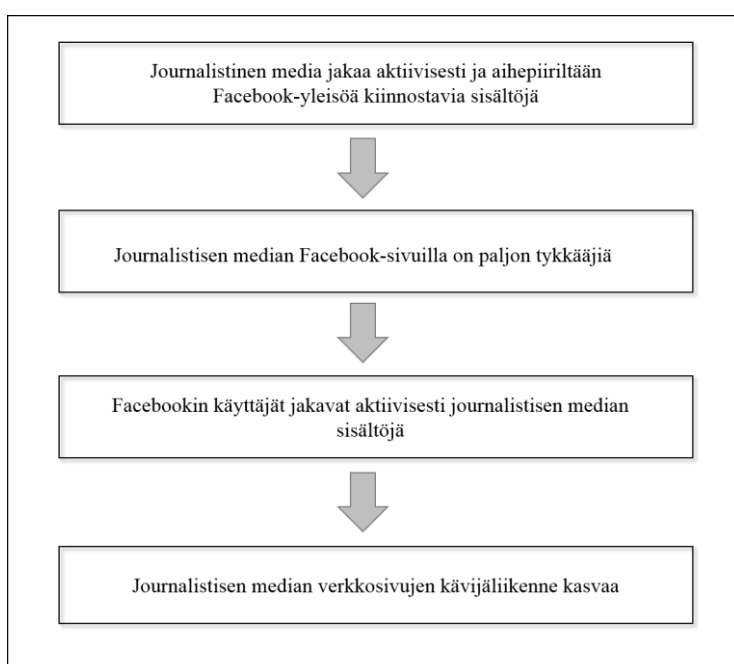 Journalistinen media jakaa aktiivisesti ja aihepiiriltään
Facebook-yleisöä kiinnostavia sisältöjä
Journalistisen median Facebook-sivuilla on paljon tykkääjiä
Facebookin käyttäjät jakavat aktiivisesti journalistisen median
sisältöjä
Journalistisen median verkkosivujen kävijäliikenne kasvaa